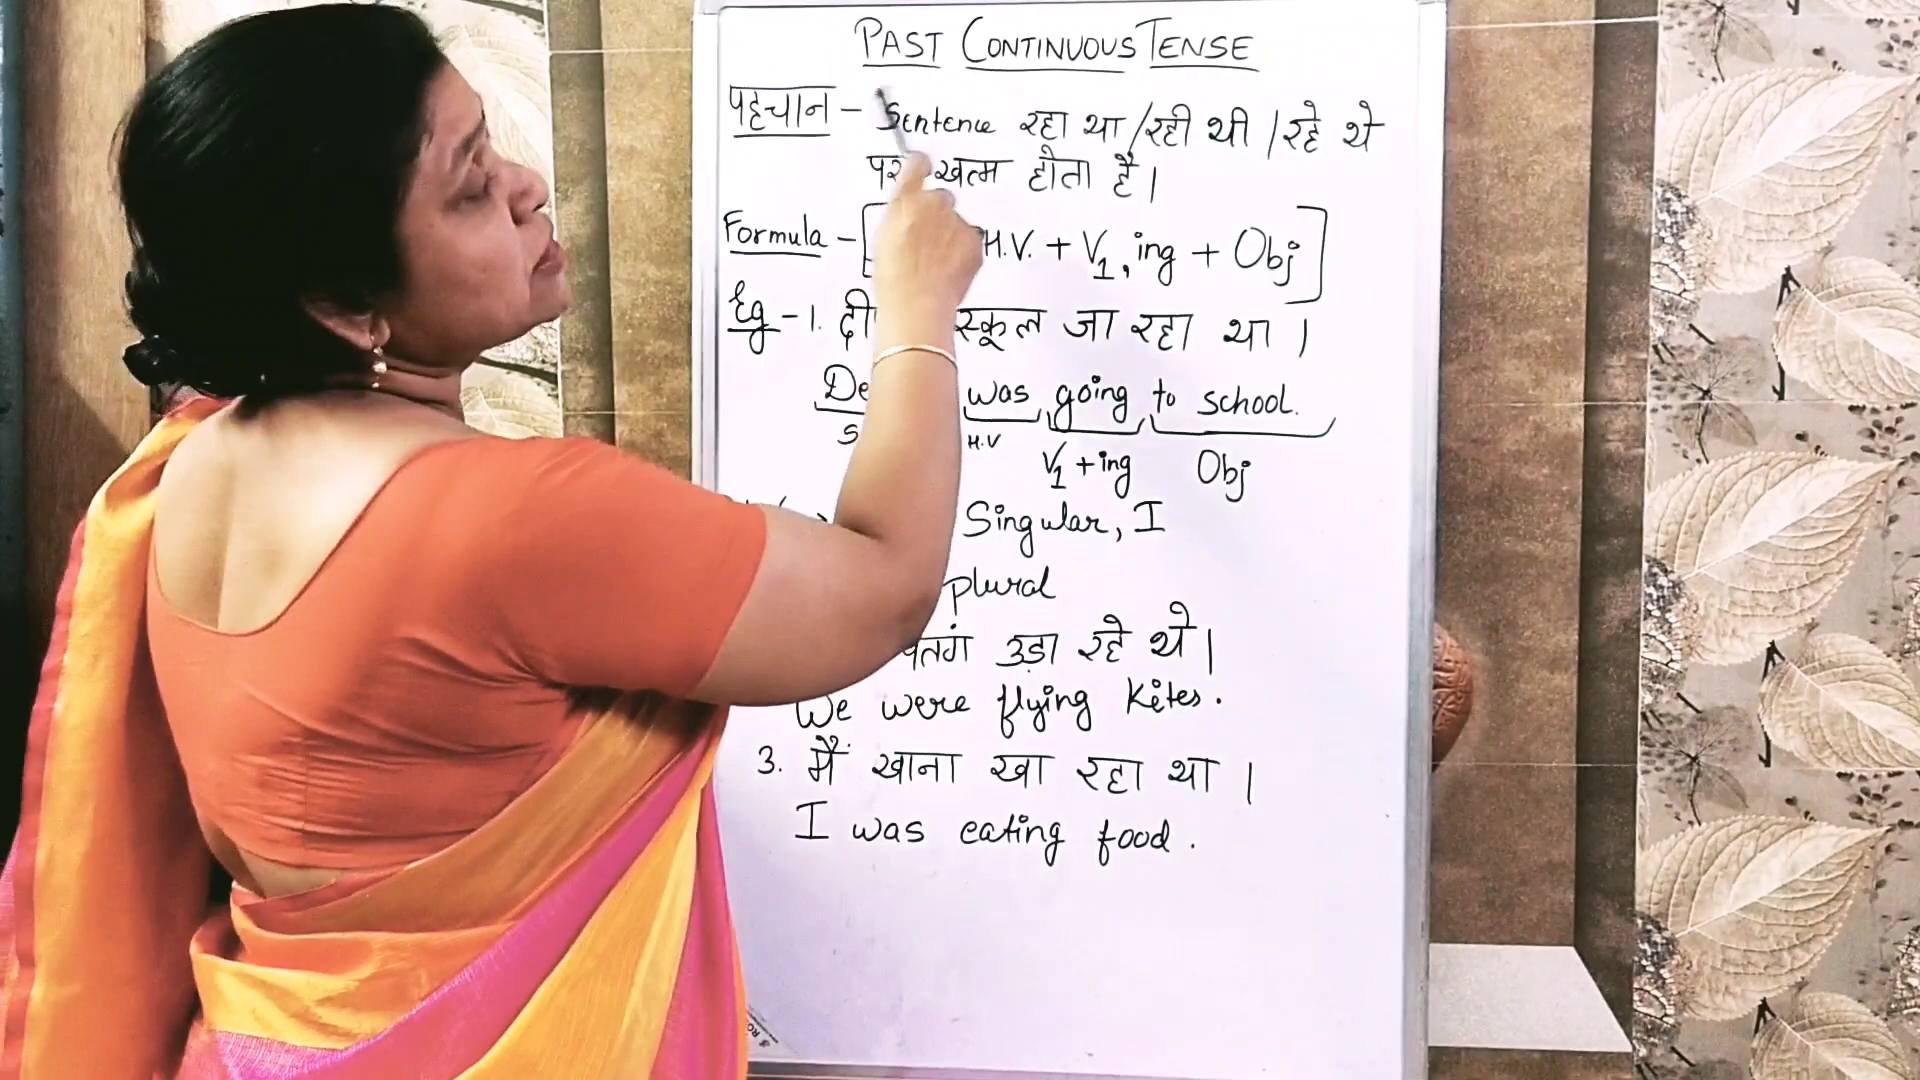 PAST CONTINUOUS TENSE
पहचान - Sentence रहा था / रही थी / रहे थे
पर खत्म होता है।
Formula - [ H.V. + V1, ing + Obj ]
Eg - 1. स्कूल जा रहा था।
was going to school.
H.V
V1 + ing Obj
Singular, I
plural
पतंग उड़ा रहे थे।
We were flying Kites.
3. मैं खाना खा रहा था।
I was eating food.